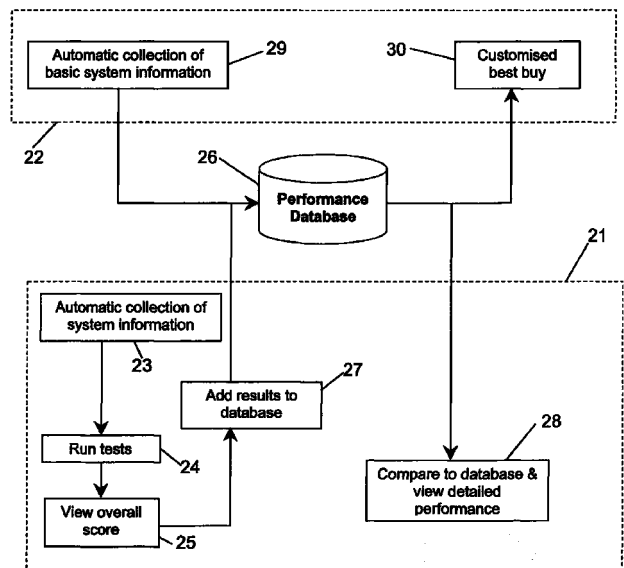 Automatic collection of
basic system information
29
30
Customised
best buy
22
26
Performance
Database
21
Automatic collection of
system information
23
27
Add results to
database
28
Run tests
24
Compare to database &
view detailed
performance
View overall
score
25